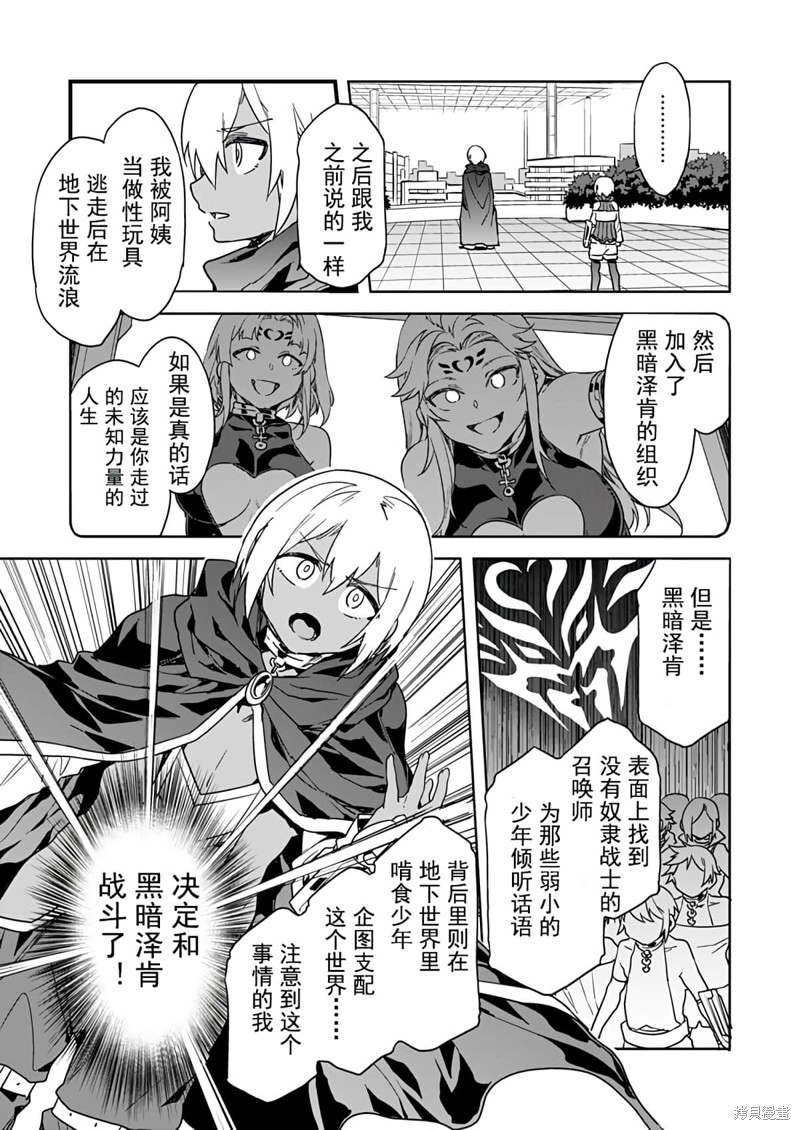 ………
之后跟我
之前说的一样
我被阿姨
当做性玩具
逃走后在
地下世界流浪
然后
加入了
黑暗泽肯的组织
如果是真的话
应该是你走过
的未知力量的
人生
但是……
黑暗泽肯
表面上找到
没有奴隶战士的
召唤师
为那些弱小的
少年倾听话语
背后里则在
地下世界里
啃食少年
企图支配
这个世界……
注意到这个
事情的我
决定和
黑暗泽肯
战斗了！
拷贝漫畫